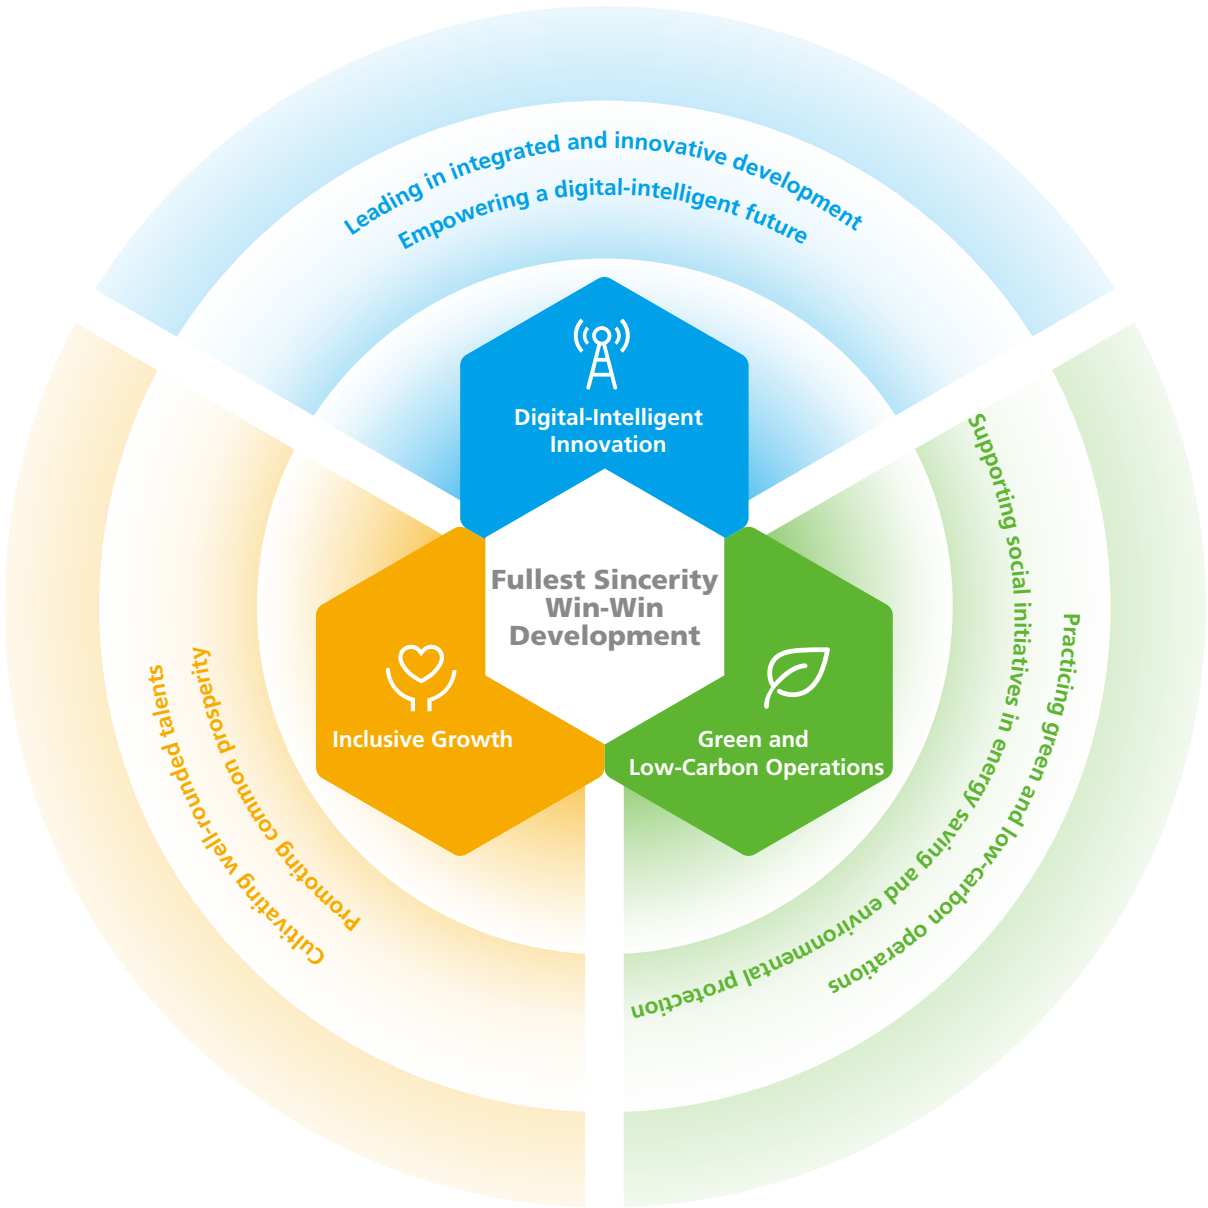 Leading in integrated and innovative development
Empowering a digital-intelligent future
Digital-Intelligent
Innovation
Fullest Sincerity
Win-Win
Development
Inclusive Growth
Green and
Low-Carbon Operations
Promoting common prosperity
Cultivating well-rounded talents
Supporting social initiatives in energy saving and environmental protection
Practicing green and low-carbon operations